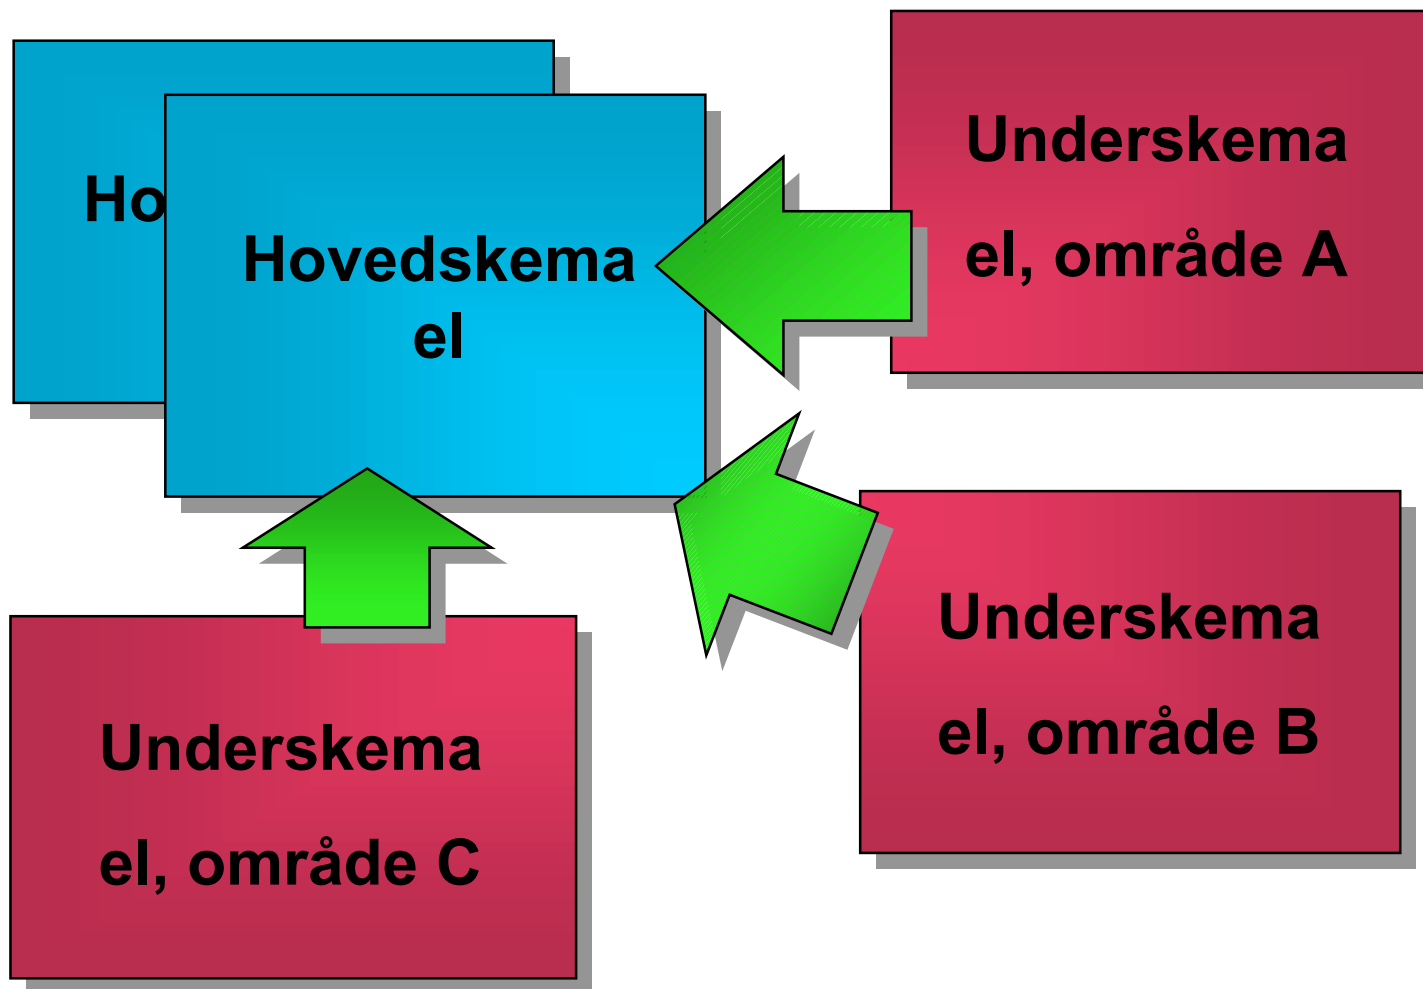 Ho
Hovedskema
el
Underskema
el, område A
Underskema
el, område B
Underskema
el, område C